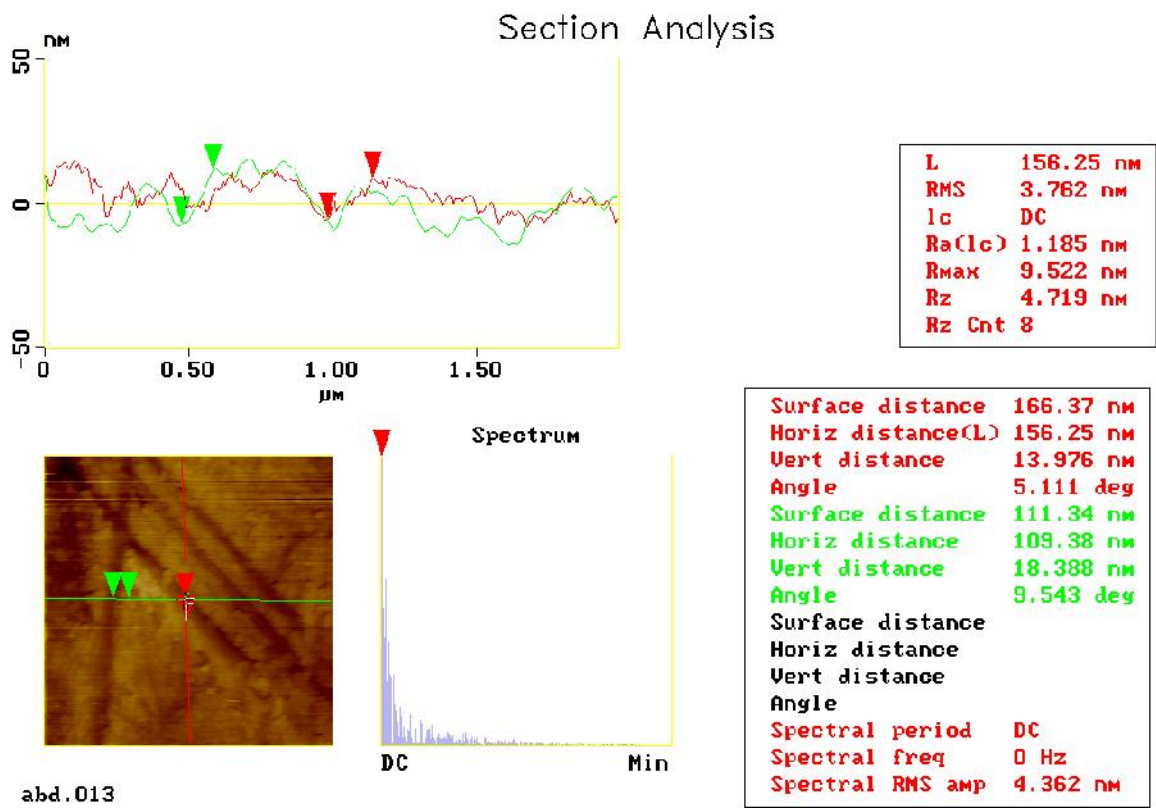 Section Analysis
nM
50
0
-50
0 0.50 1.00 1.50
µM
L 156.25 nM
RMS 3.762 nM
lc DC
Ra(lc) 1.185 nM
RMax 9.522 nM
Rz 4.719 nM
Rz Cnt 8
Spectrum
DC Min
Surface distance 166.37 nM
Horiz distance(L) 156.25 nM
Vert distance 13.976 nM
Angle 5.111 deg
Surface distance 111.34 nM
Horiz distance 109.38 nM
Vert distance 18.388 nM
Angle 9.543 deg
Surface distance
Horiz distance
Vert distance
Angle
Spectral period DC
Spectral freq 0 Hz
Spectral RMS amp 4.362 nM
abd.013